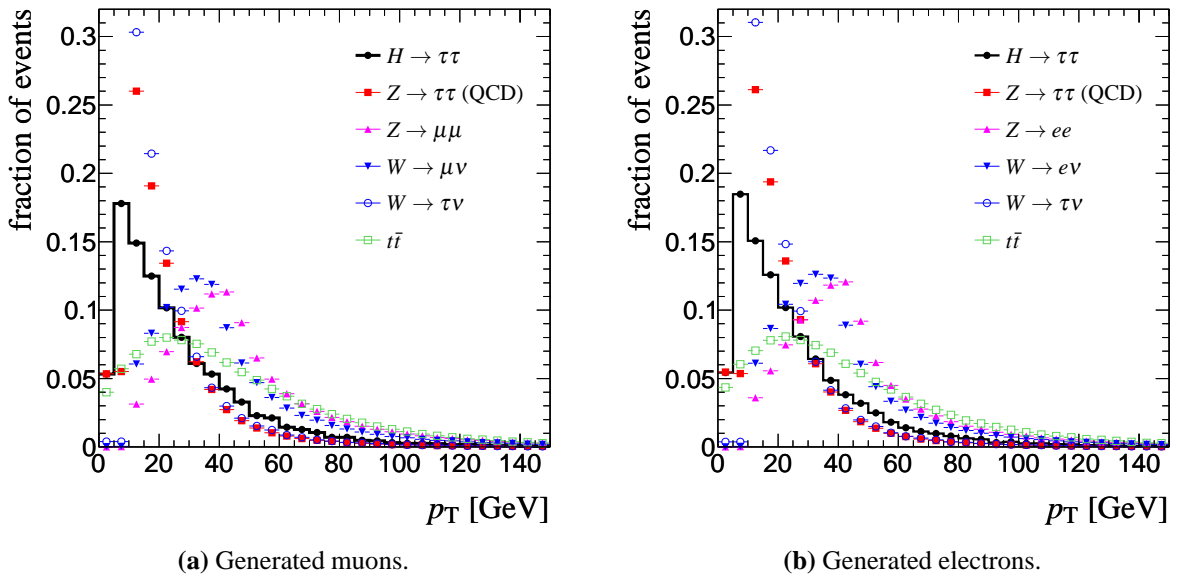 fraction of events
0.3
0.25
0.2
0.15
0.1
0.05
0
H → ττ
Z → ττ (QCD)
Z → μμ
W → μν
W → τν
tt̄
0 20 40 60 80 100 120 140
pT [GeV]
(a) Generated muons.
fraction of events
0.3
0.25
0.2
0.15
0.1
0.05
0
H → ττ
Z → ττ (QCD)
Z → ee
W → eν
W → τν
tt̄
0 20 40 60 80 100 120 140
pT [GeV]
(b) Generated electrons.